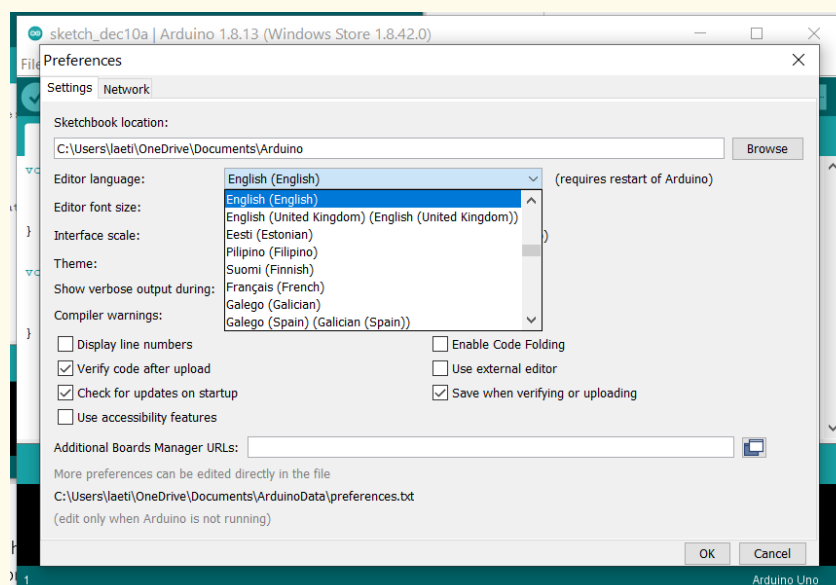 sketch_dec10a | Arduino 1.8.13 (Windows Store 1.8.42.0)
File
Preferences
Settings Network
Sketchbook location:
C:\Users\laeti\OneDrive\Documents\Arduino Browse
Editor language: English (English) (requires restart of Arduino)
English (English)
Editor font size:
English (United Kingdom) (English (United Kingdom))
Eesti (Estonian)
Interface scale:
Pilipino (Filipino)
Theme:
Suomi (Finnish)
Show verbose output during:
Français (French)
Galego (Galician)
Compiler warnings:
Galego (Spain) (Galician (Spain))
Display line numbers Enable Code Folding
Verify code after upload Use external editor
Check for updates on startup Save when verifying or uploading
Use accessibility features
Additional Boards Manager URLs:
More preferences can be edited directly in the file
C:\Users\laeti\OneDrive\Documents\ArduinoData\preferences.txt
(edit only when Arduino is not running)
OK Cancel
1 Arduino Uno